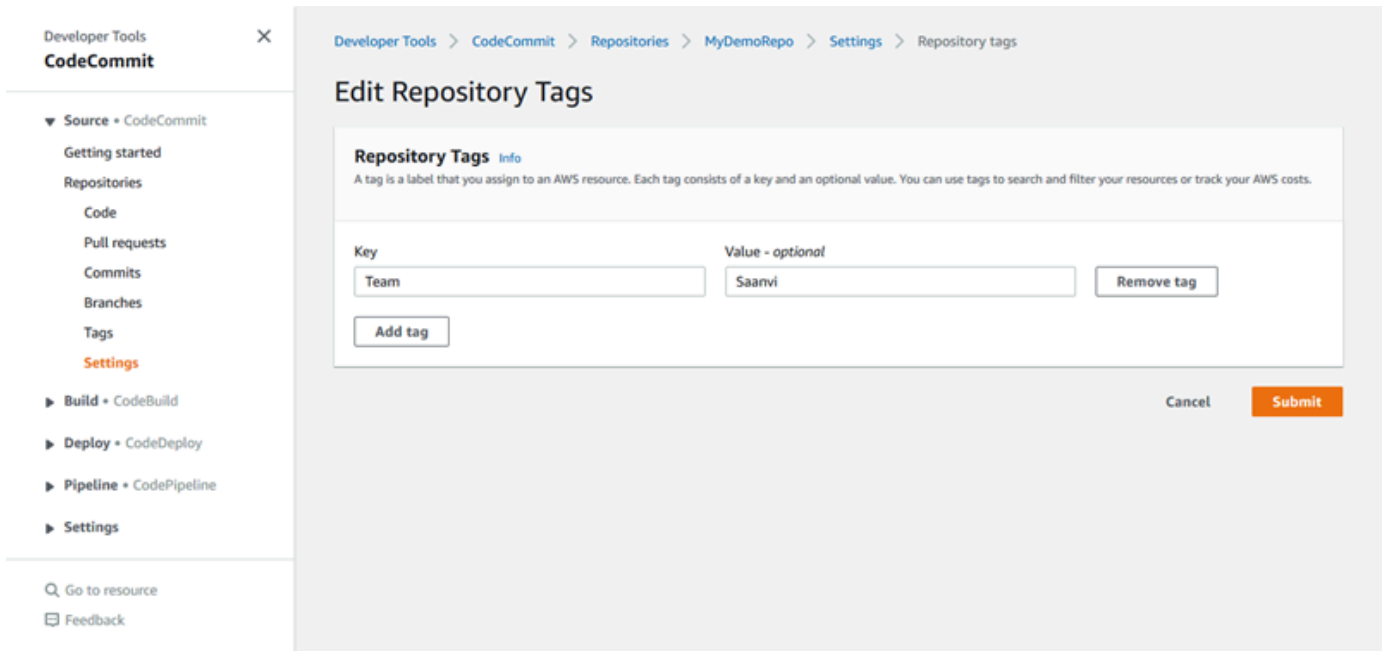 Developer Tools
CodeCommit
Source • CodeCommit
Getting started
Repositories
Code
Pull requests
Commits
Branches
Tags
Settings
Build • CodeBuild
Deploy • CodeDeploy
Pipeline • CodePipeline
Settings
Go to resource
Feedback
Developer Tools > CodeCommit > Repositories > MyDemoRepo > Settings > Repository tags
Edit Repository Tags
Repository Tags Info
A tag is a label that you assign to an AWS resource. Each tag consists of a key and an optional value. You can use tags to search and filter your resources or track your AWS costs.
Key Value - optional
Team Saanvi Remove tag
Add tag
Cancel Submit